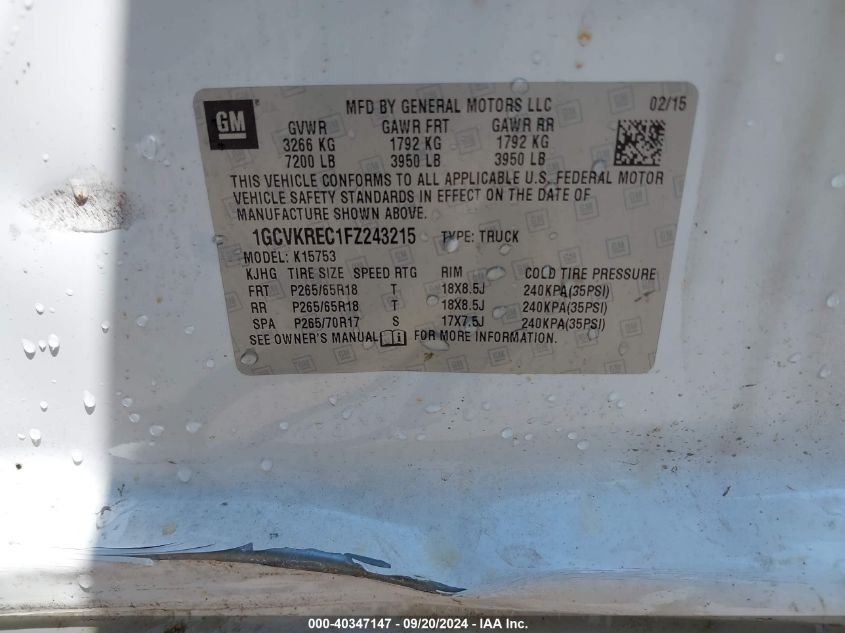 GM
MFD BY GENERAL MOTORS LLC 02/15
GVWR GAWR FRT GAWR RR
3266 KG 1792 KG 1792 KG
7200 LB 3950 LB 3950 LB
THIS VEHICLE CONFORMS TO ALL APPLICABLE U.S. FEDERAL MOTOR
VEHICLE SAFETY STANDARDS IN EFFECT ON THE DATE OF
MANUFACTURE SHOWN ABOVE.
1GCVKREC1FZ243215 TYPE: TRUCK
MODEL: K15753
KJHG TIRE SIZE SPEED RTG RIM COLD TIRE PRESSURE
FRT P265/65R18 T 18X8.5J 240KPA(35PSI)
RR P265/65R18 T 18X8.5J 240KPA(35PSI)
SPA P265/70R17 S 17X7.5J 240KPA(35PSI)
SEE OWNER'S MANUAL FOR MORE INFORMATION.
000-40347147 - 09/20/2024 - IAA Inc.